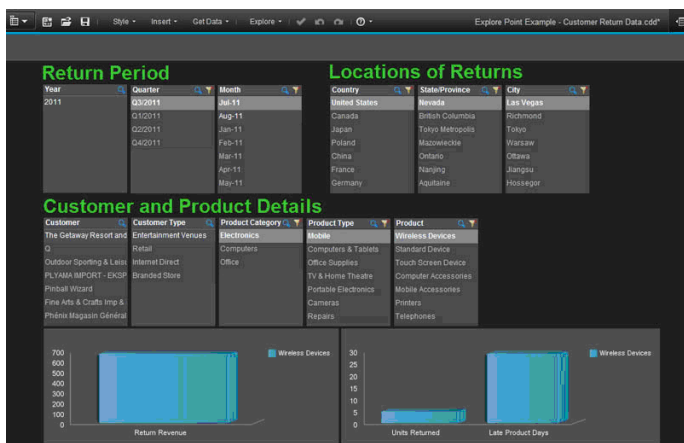 Style Insert Get Data Explore Explore Point Example - Customer Return Data.cdd*
Return Period
Locations of Returns
Year Quarter Month
2011 Q3/2011 Jul-11
Q1/2011 Aug-11
Q2/2011 Jan-11
Q4/2011 Feb-11
Mar-11
Apr-11
May-11
Country State/Province City
United States Nevada Las Vegas
Canada British Columbia Richmond
Japan Tokyo Metropolis Tokyo
Poland Mazowieckie Warsaw
China Ontario Ottawa
France Nanjing Jiangsu
Germany Aquitaine Hossegor
Customer and Product Details
Customer Customer Type Product Category Product Type Product
The Getaway Resort and Entertainment Venues Electronics Mobile Wireless Devices
Q Retail Computers Computers & Tablets Standard Device
Outdoor Sporting & Leisu Internet Direct Office Office Supplies Touch Screen Device
PLYAMA IMPORT - EKSP Branded Store TV & Home Theatre Computer Accessories
Pinball Wizard Portable Electronics Mobile Accessories
Fine Arts & Crafts Imp & Cameras Printers
Phénix Magasin Général Repairs Telephones
700
600
500
400
300
200
100
0
Return Revenue
Wireless Devices
30
25
20
15
10
5
0
Units Returned Late Product Days
Wireless Devices